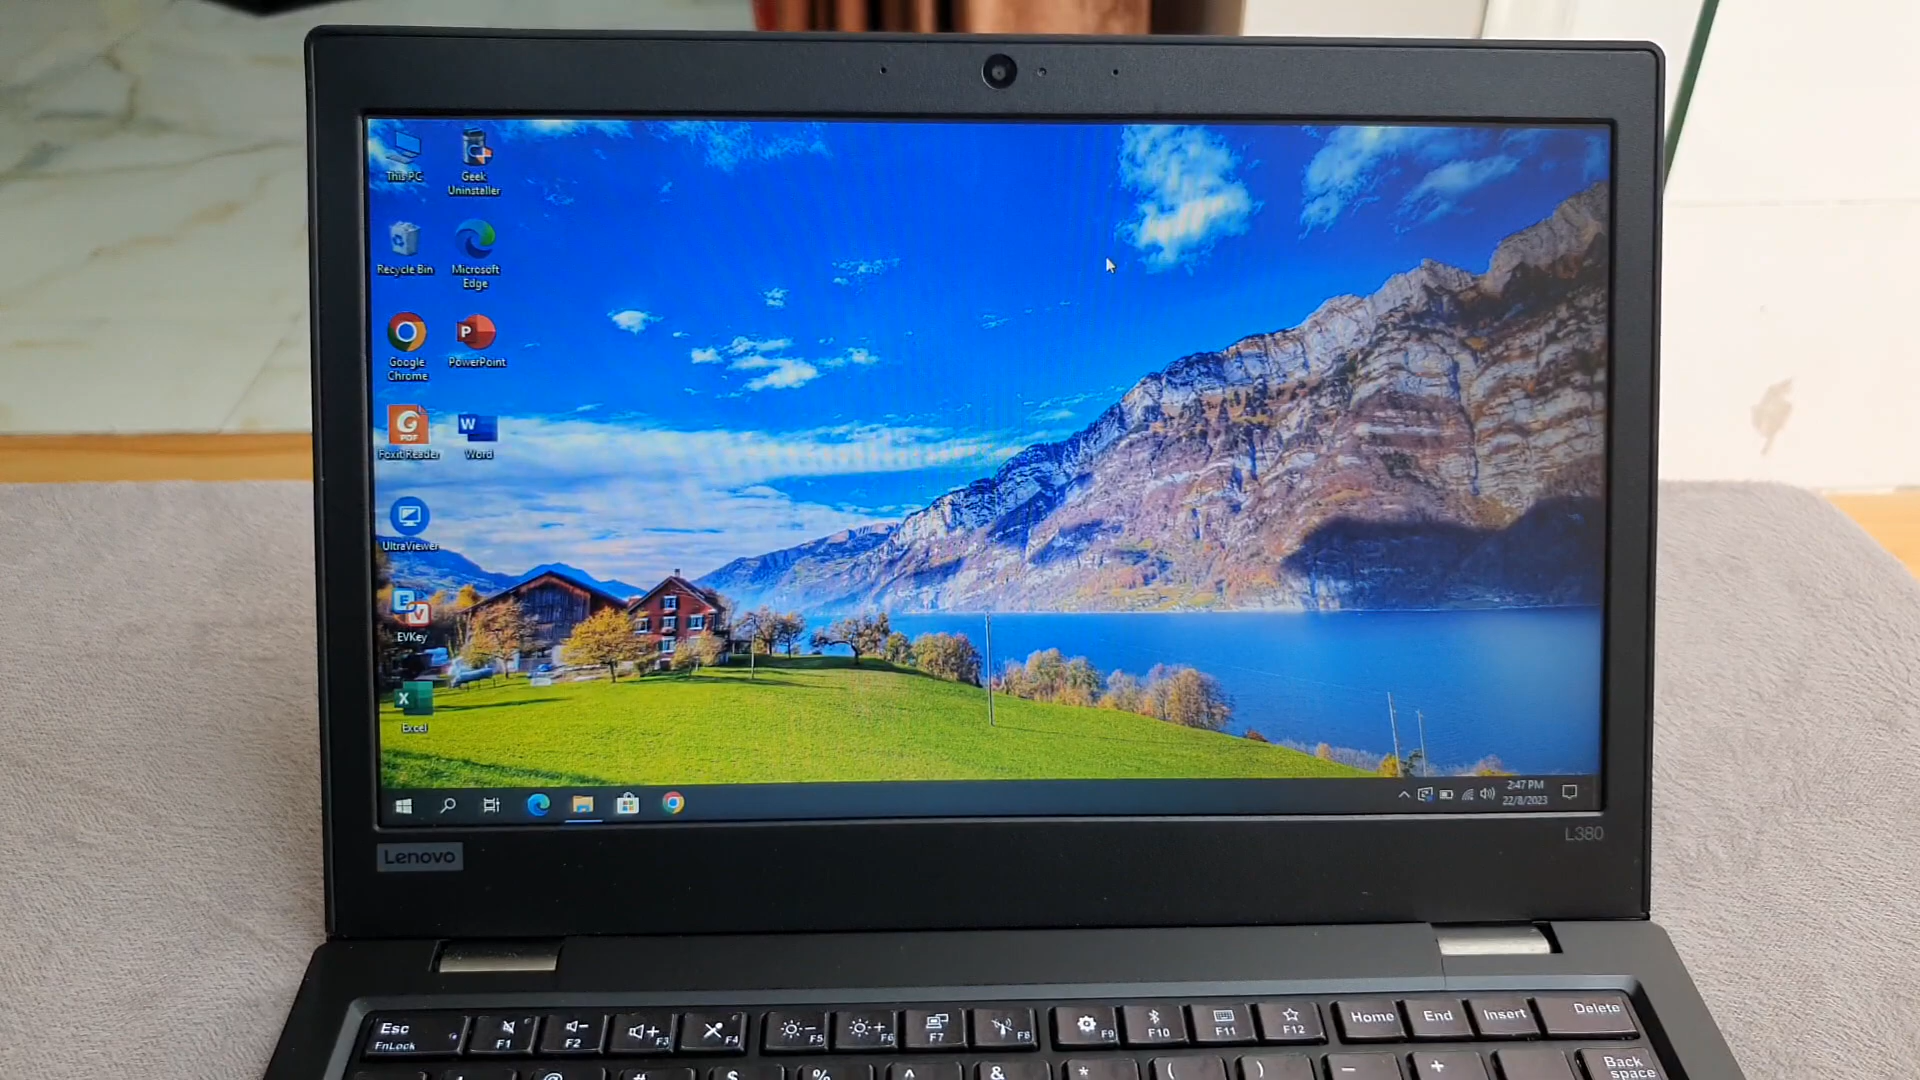 This PC
Geek
Uninstaller
Recycle Bin
Microsoft
Edge
Google
Chrome
P
PowerPoint
G
PDF
Foxit Reader
W
Word
UltraViewer
E
V
EVKey
X
Excel
2:47 PM
22/8/2023
L380
Lenovo
Esc
FnLock
F1
F2
F3
F4
F5
F6
F7
F8
F9
F10
F11
F12
Home
End
Insert
Delete
@ # $ % ^ & * ( ) – +
Back
space